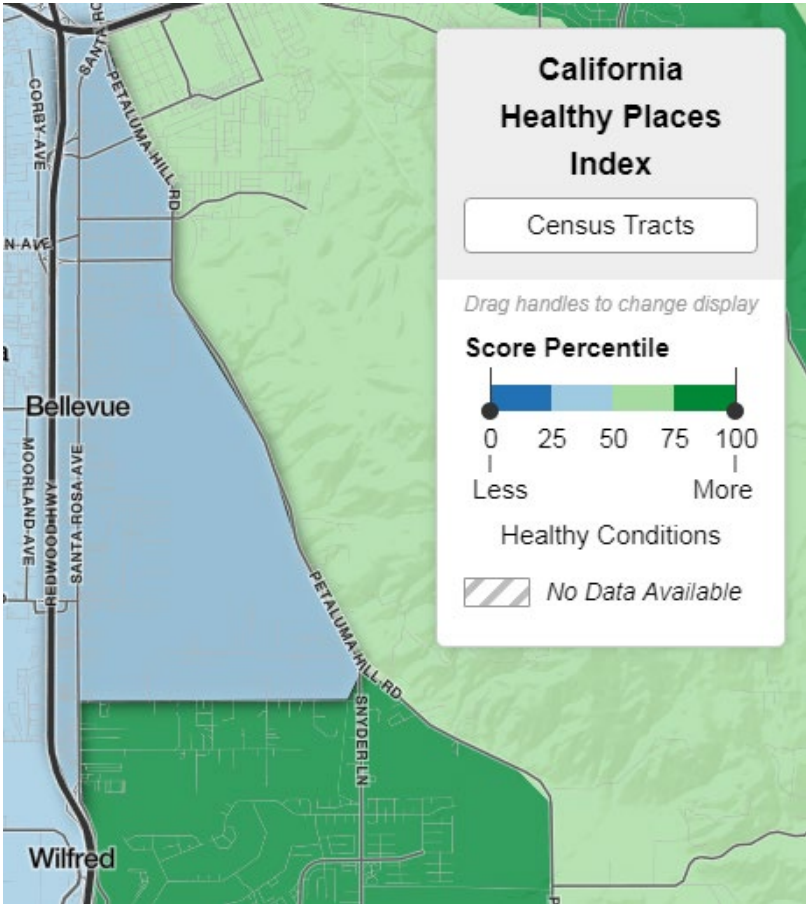 SANTA RO
CORBY AVE
PETALUMA HILL RD
N AVE
a
Bellevue
MOORLAND AVE
REDWOOD HWY
SANTA ROSA AVE
PETALUMA HILL RD
SNYDER LN
Wilfred
P
California
Healthy Places
Index
Census Tracts
Drag handles to change display
Score Percentile
0 25 50 75 100
Less More
Healthy Conditions
No Data Available